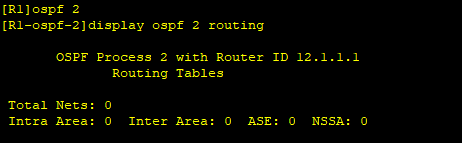 [R1]ospf 2
[R1-ospf-2]display ospf 2 routing
OSPF Process 2 with Router ID 12.1.1.1
Routing Tables
Total Nets: 0
Intra Area: 0  Inter Area: 0  ASE: 0  NSSA: 0